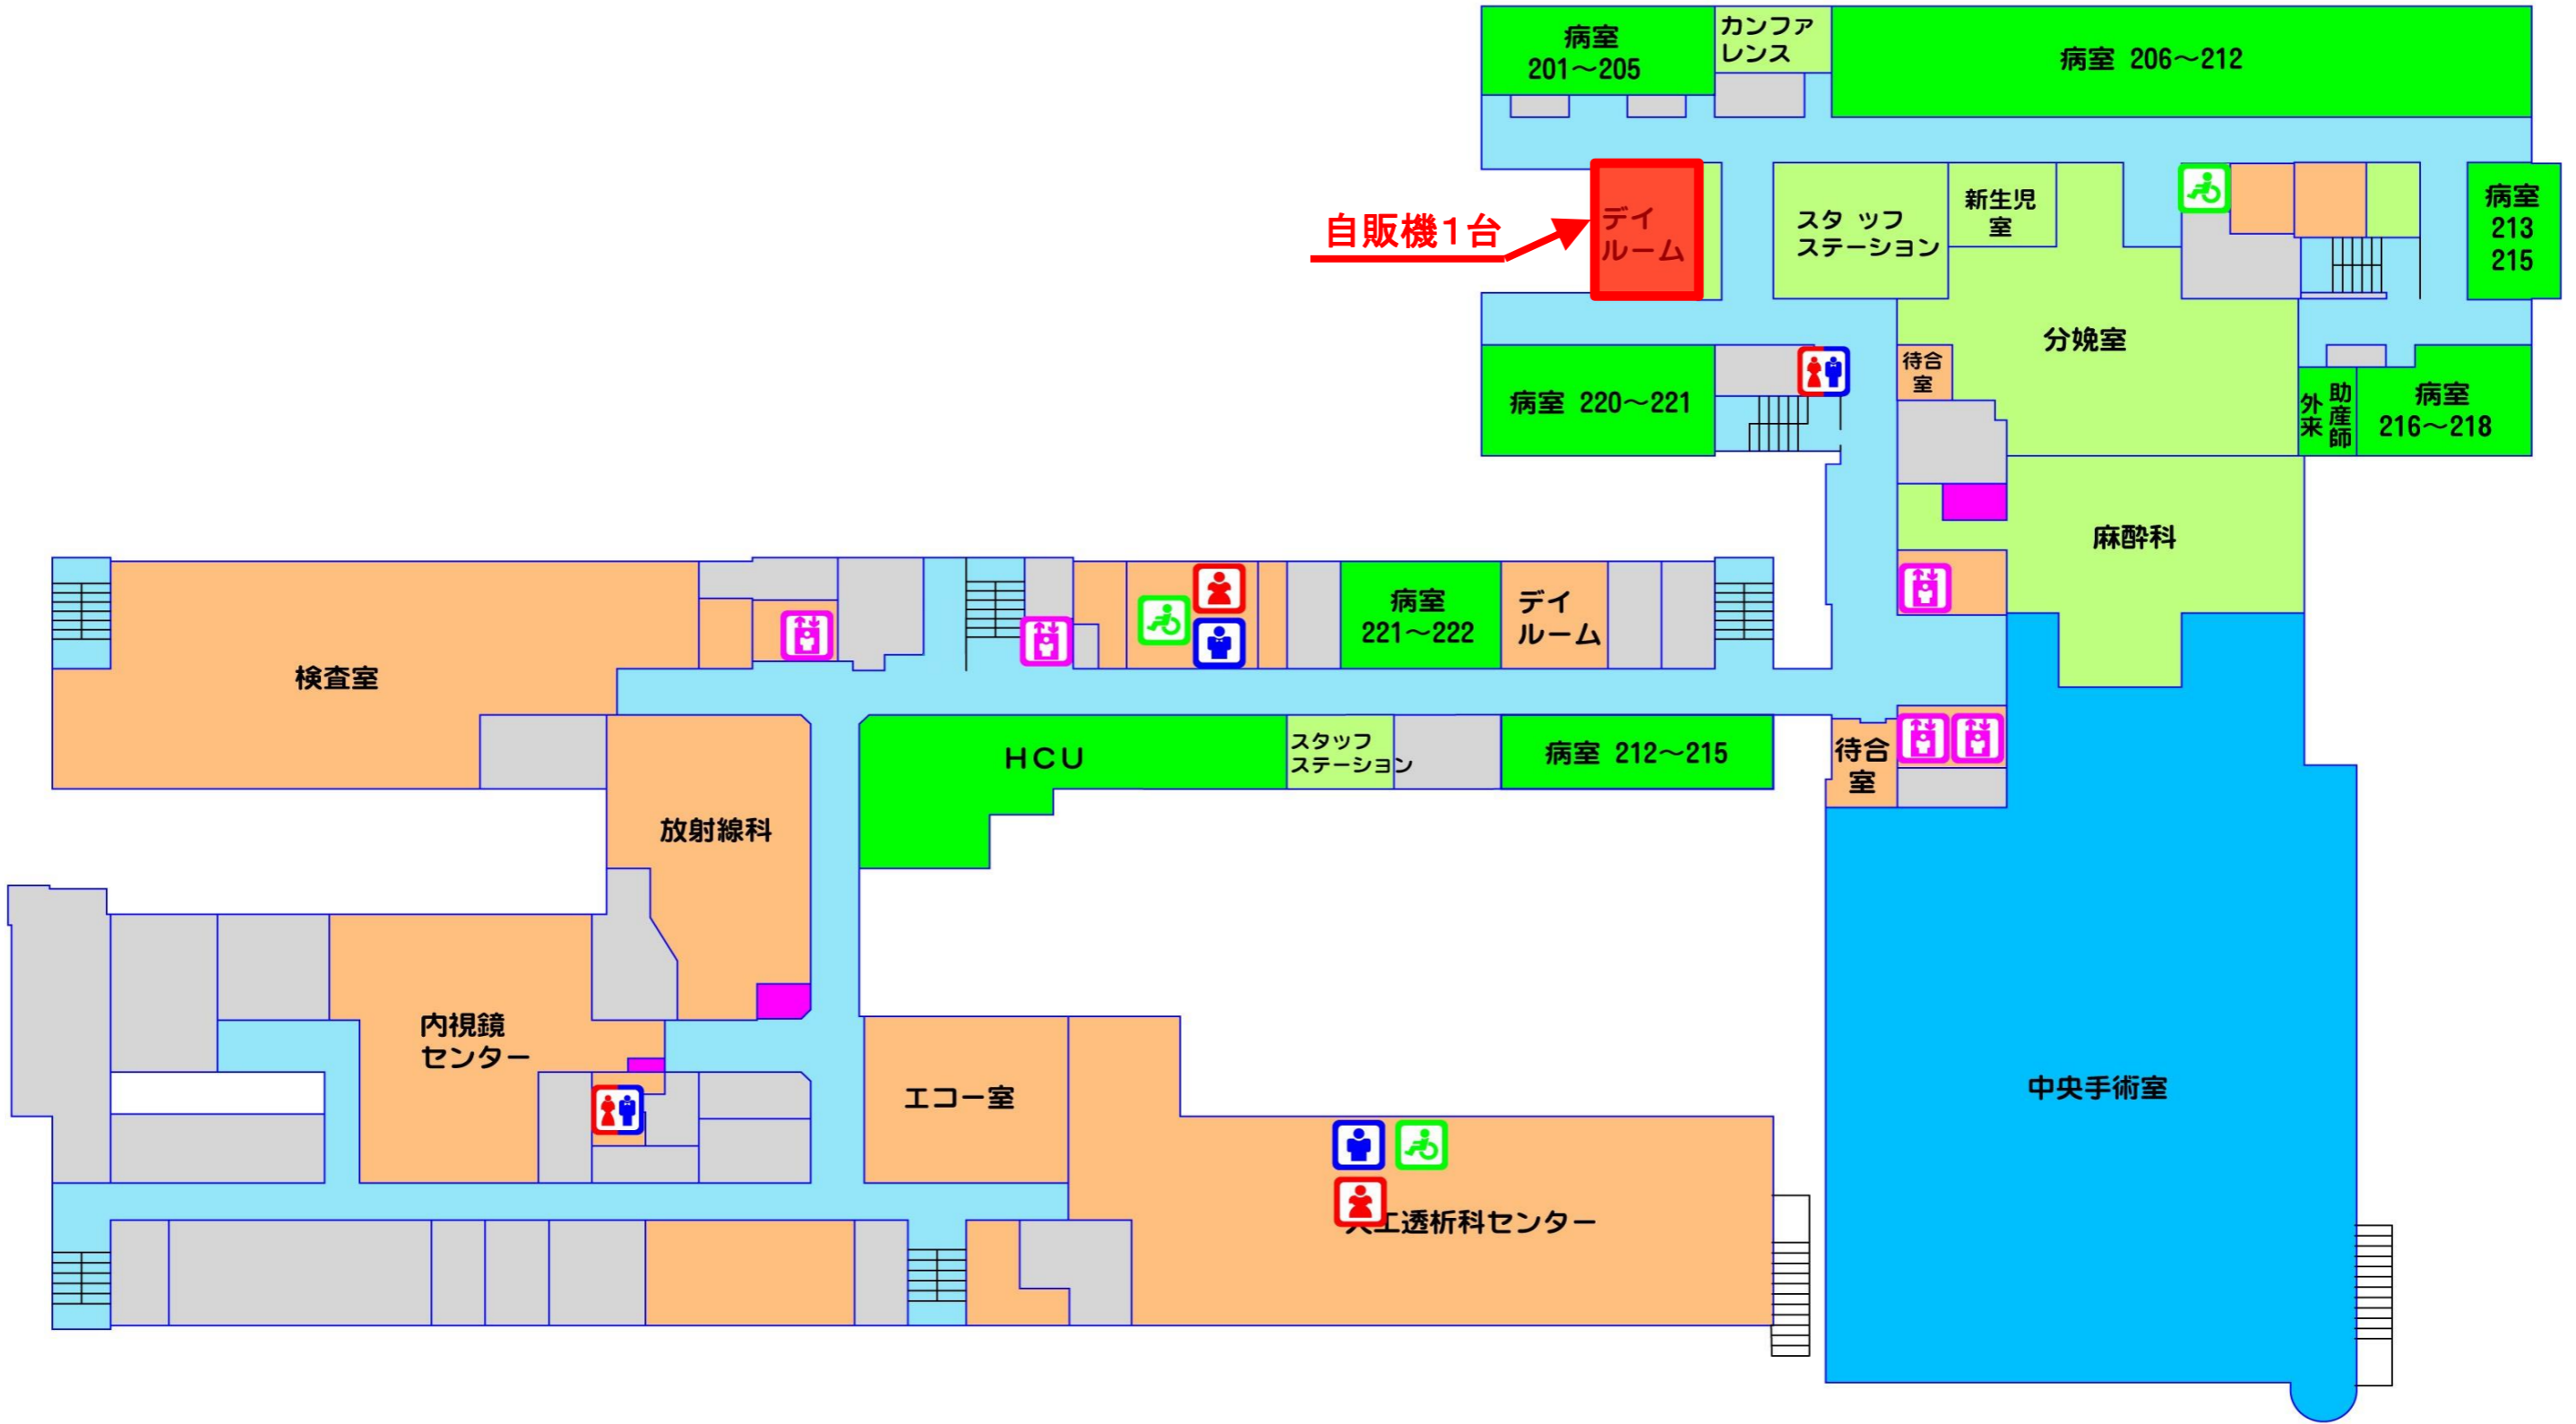 病室
201～205
カンファ
レンス
病室 206～212
自販機1台
デイ
ルーム
スタ ッフ
ステーション
新生児
室
病室
213
215
分娩室
待合
室
病室 220～221
外来
助産師
病室
216～218
麻酔科
検査室
病室
221～222
デイ
ルーム
HCU
スタッフ
ステーション
病室 212～215
待合
室
放射線科
内視鏡
センター
エコー室
中央手術室
工透析科センター